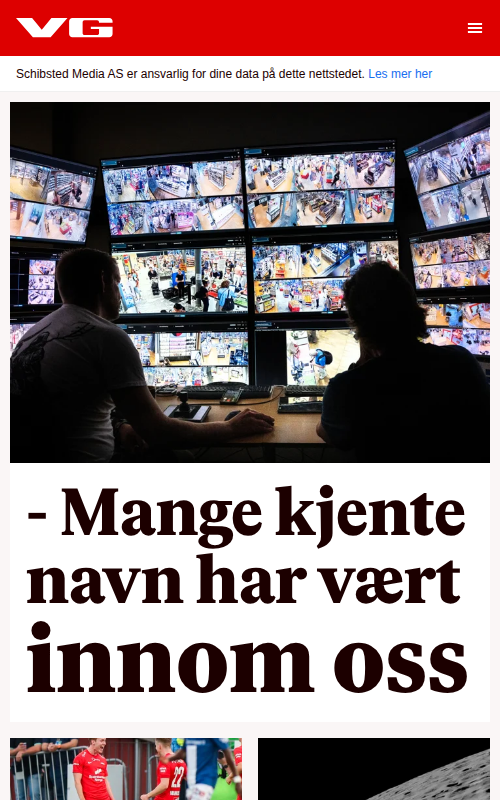 VG
Schibsted Media AS er ansvarlig for dine data på dette nettstedet. Les mer her
- Mange kjente
navn har vært
innom oss
22